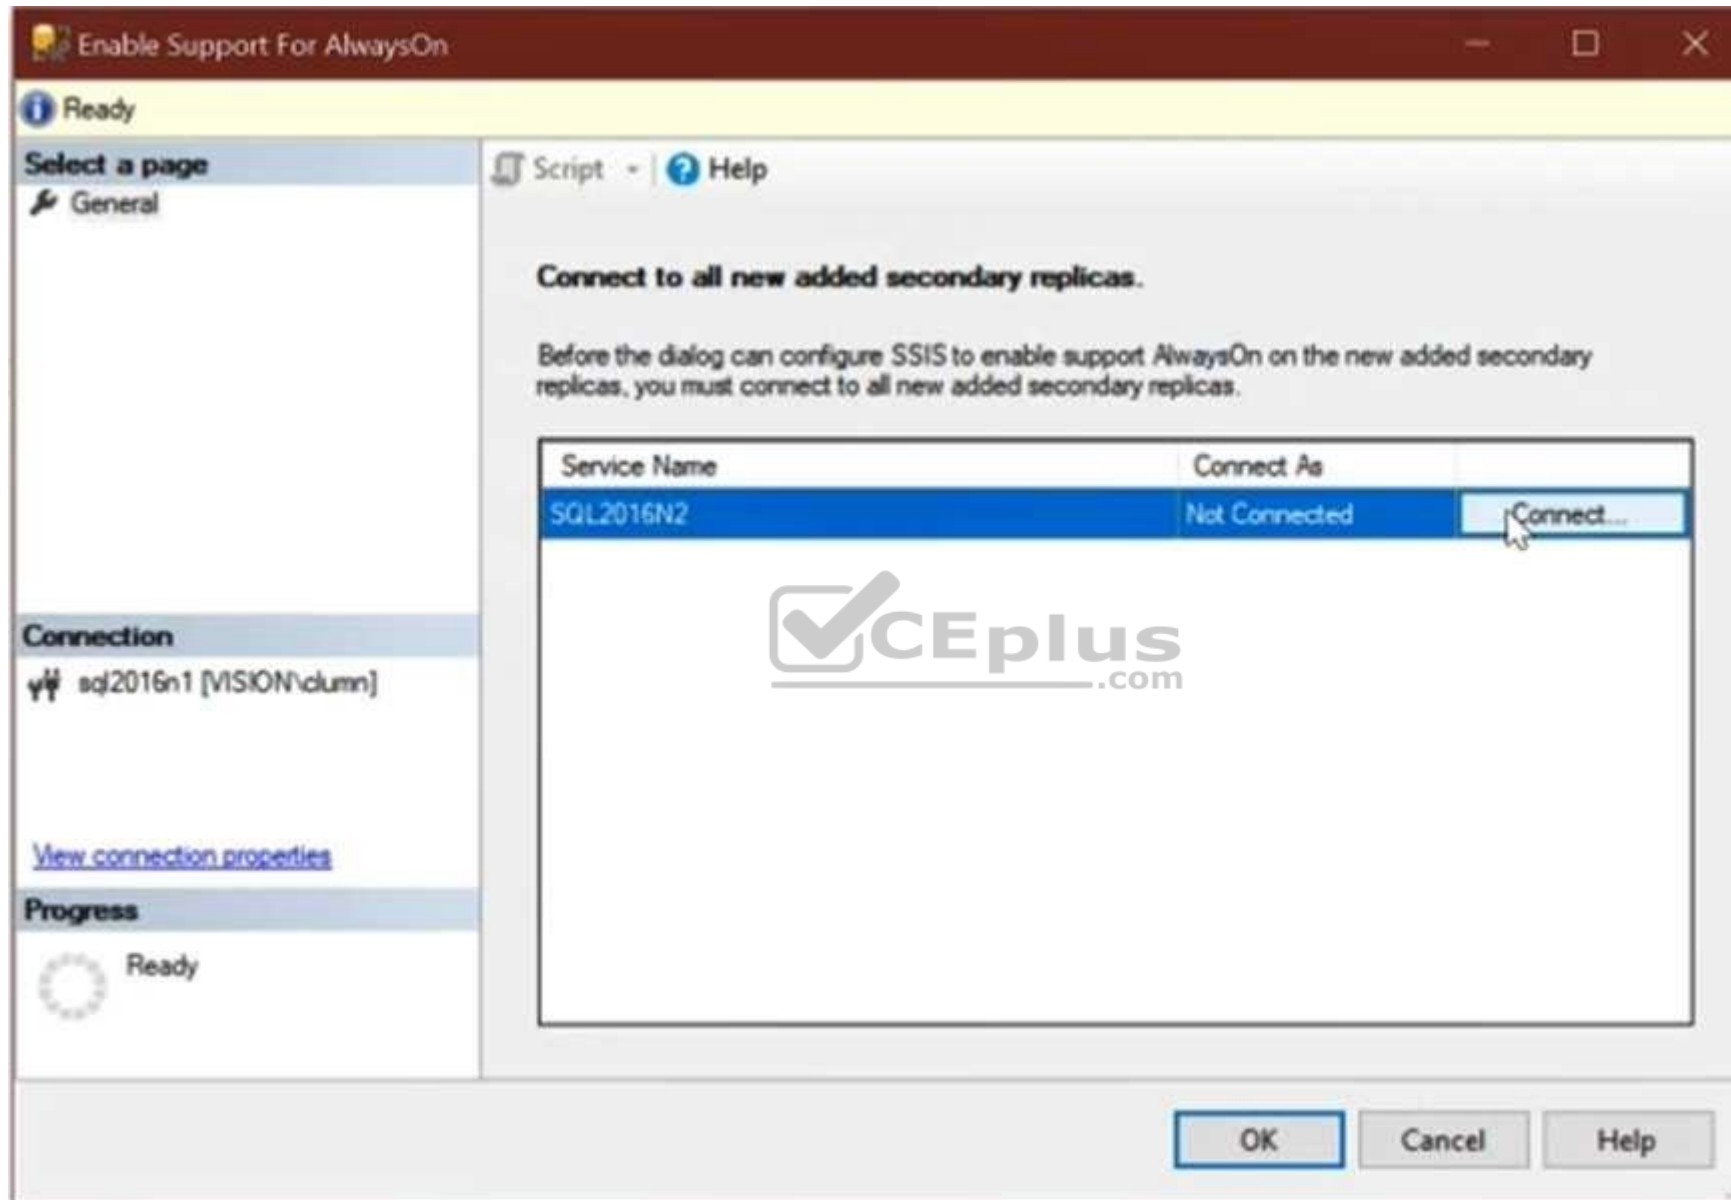 Enable Support For AlwaysOn
Ready
Select a page
General
Script
Help
Connect to all new added secondary replicas.
Before the dialog can configure SSIS to enable support AlwaysOn on the new added secondary
replicas, you must connect to all new added secondary replicas.
Service Name
Connect As
SQL2016N2
Not Connected
Connect...
CEplus
.com
Connection
sql2016n1 [VISION\clumn]
View connection properties
Progress
Ready
OK
Cancel
Help